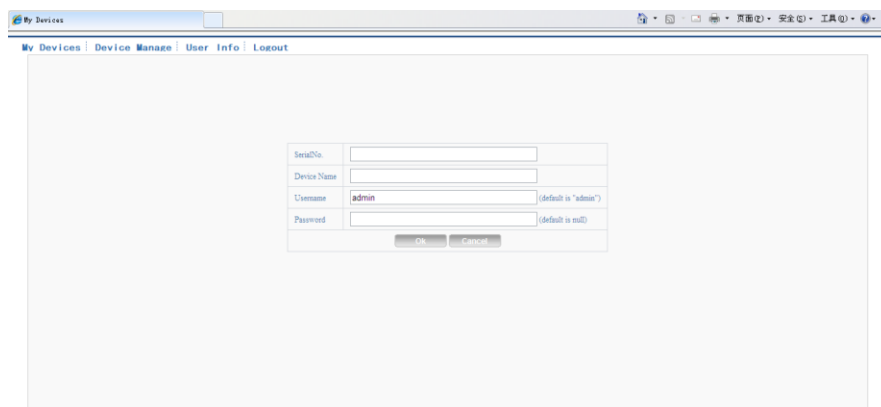 My Devices
页面(P) 安全(S) 工具(O)
My Devices Device Manage User Info Logout
SerialNo.
Device Name
Username admin (default is "admin")
Password (default is null)
Ok Cancel